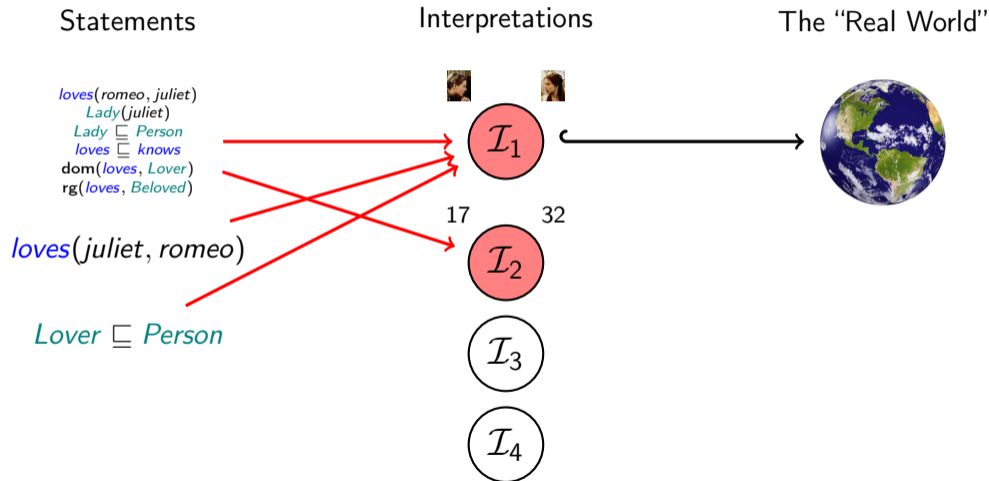 Statements
Interpretations
The “Real World”
loves(romeo, juliet)
Lady(juliet)
Lady ⊑ Person
loves ⊑ knows
dom(loves, Lover)
rg(loves, Beloved)
loves(juliet, romeo)
Lover ⊑ Person
ℐ₁
17 32
ℐ₂
ℐ₃
ℐ₄